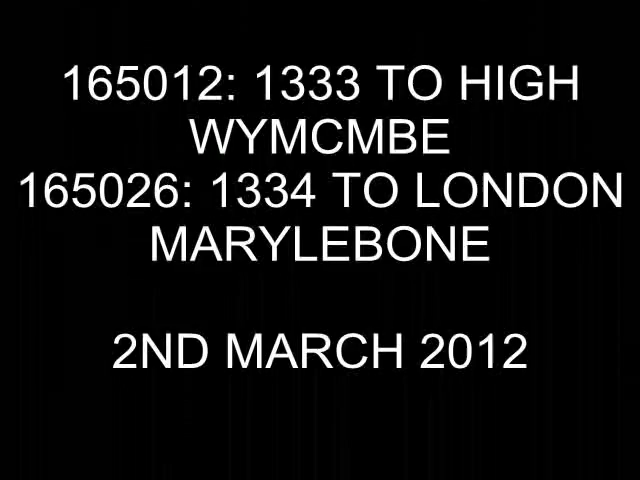 165012: 1333 TO HIGH
WYMCMBE
165026: 1334 TO LONDON
MARYLEBONE
2ND MARCH 2012